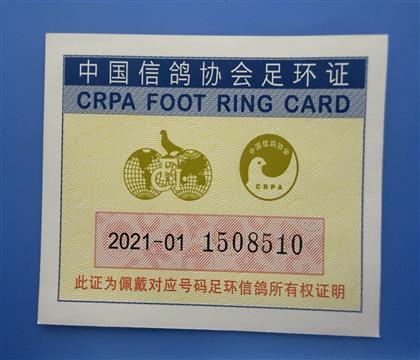 中国信鸽协会足环证
CRPA FOOT RING CARD
中国信鸽协会
CRPA
2021-01 1508510
此证为佩戴对应号码足环信鸽所有权证明